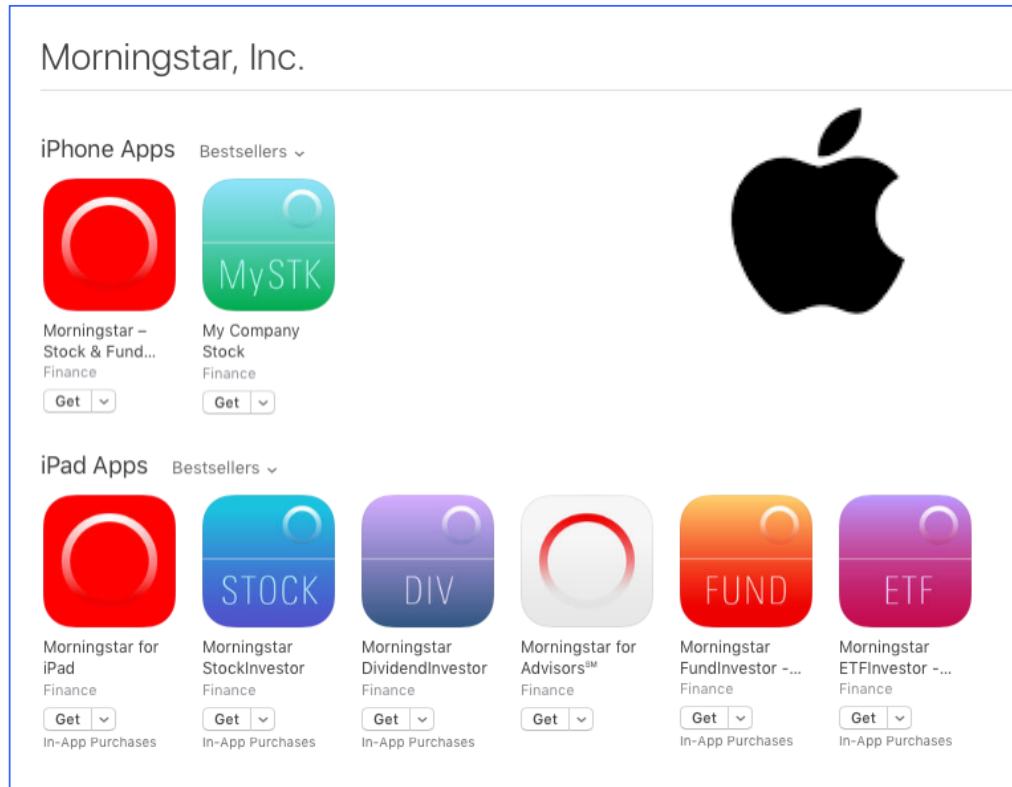 Morningstar, Inc.
iPhone Apps Bestsellers
MySTK
Morningstar –
Stock & Fund...
Finance
Get
My Company
Stock
Finance
Get
iPad Apps Bestsellers
STOCK
DIV
FUND
ETF
Morningstar for
iPad
Finance
Get
In-App Purchases
Morningstar
StockInvestor
Finance
Get
In-App Purchases
Morningstar
DividendInvestor
Finance
Get
In-App Purchases
Morningstar for
Advisors℠
Finance
Get
Morningstar
FundInvestor -...
Finance
Get
In-App Purchases
Morningstar
ETFInvestor -...
Finance
Get
In-App Purchases